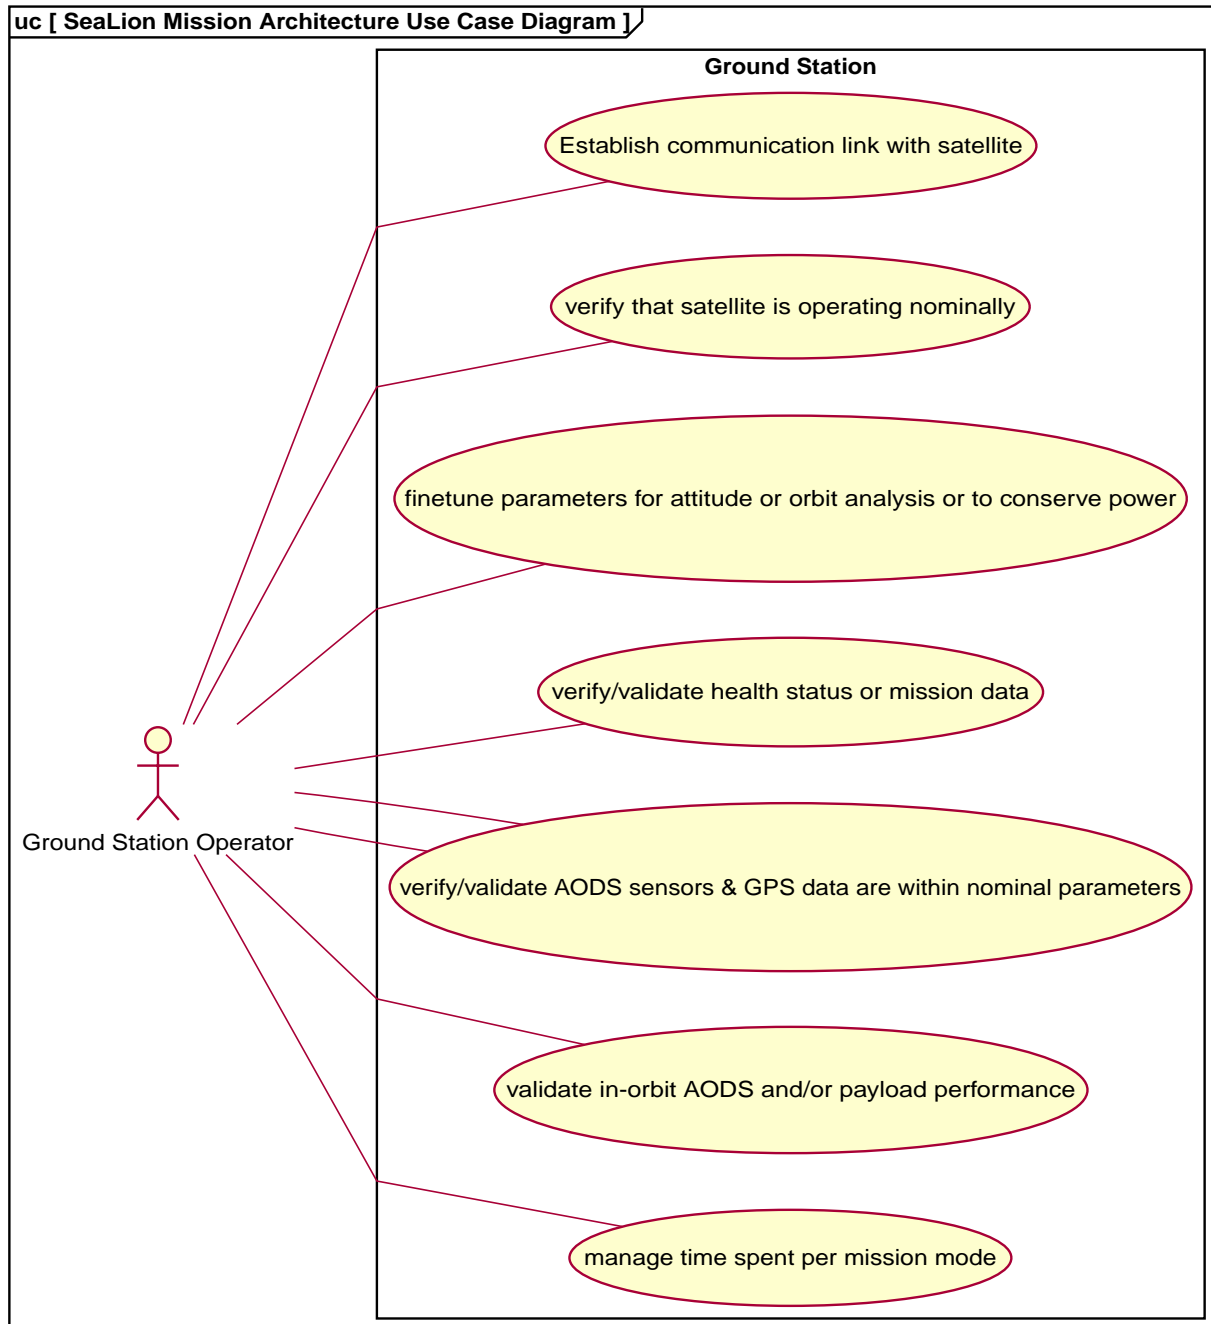 uc [ SeaLion Mission Architecture Use Case Diagram ]
Ground Station
Establish communication link with satellite
verify that satellite is operating nominally
finetune parameters for attitude or orbit analysis or to conserve power
verify/validate health status or mission data
Ground Station Operator
verify/validate AODS sensors & GPS data are within nominal parameters
validate in-orbit AODS and/or payload performance
manage time spent per mission mode